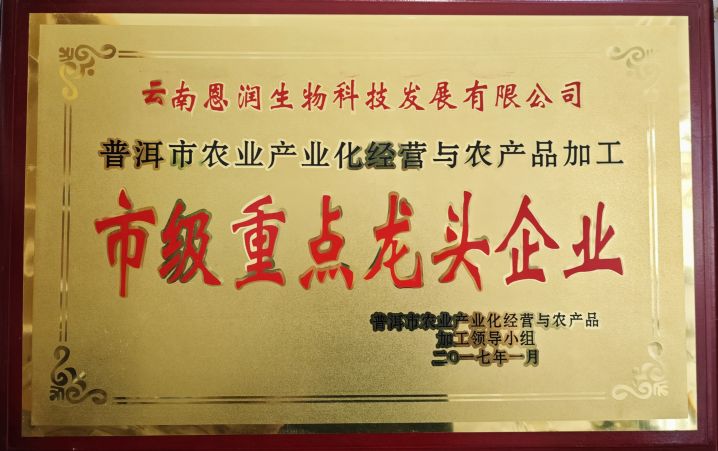 云南恩润生物科技发展有限公司
普洱市农业产业化经营与农产品加工
市级重点龙头企业
普洱市农业产业化经营与农产品
加工领导小组
二〇一七年一月